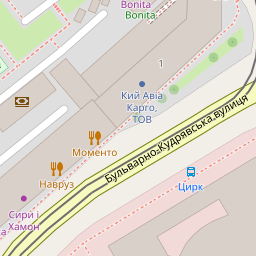 Bonita
Bonita
1
Кий Авіа
Карго,
ТОВ
Моменто
Навруз
Бульварно-Кудрявська вулиця
Цирк
Сири і
Хамон